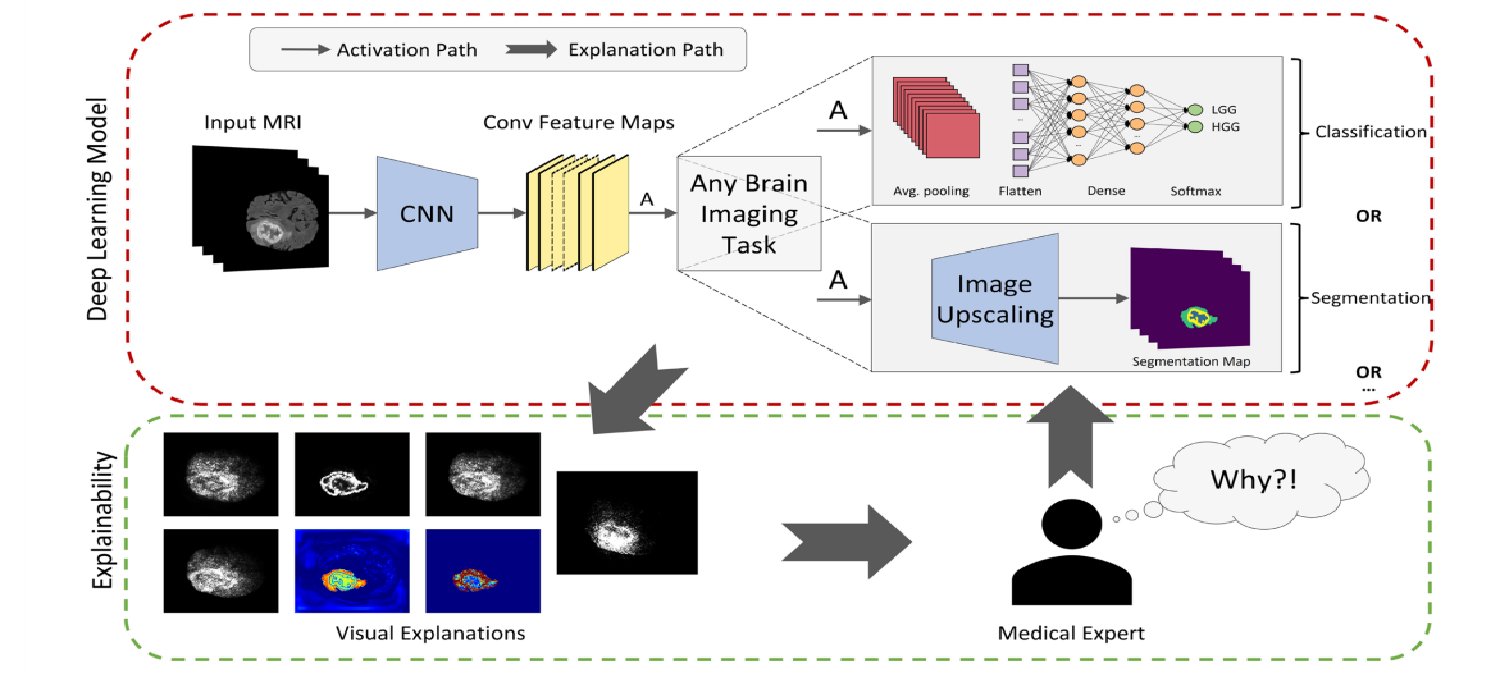 Activation Path
Explanation Path
Deep Learning Model
Input MRI
CNN
Conv Feature Maps
A
Any Brain
Imaging
Task
A
Avg. pooling
Flatten
...
...
...
Dense
Softmax
LGG
HGG
Classification
OR
A
Image
Upscaling
Segmentation Map
Segmentation
OR
...
Explainability
Visual Explanations
Medical Expert
Why?!